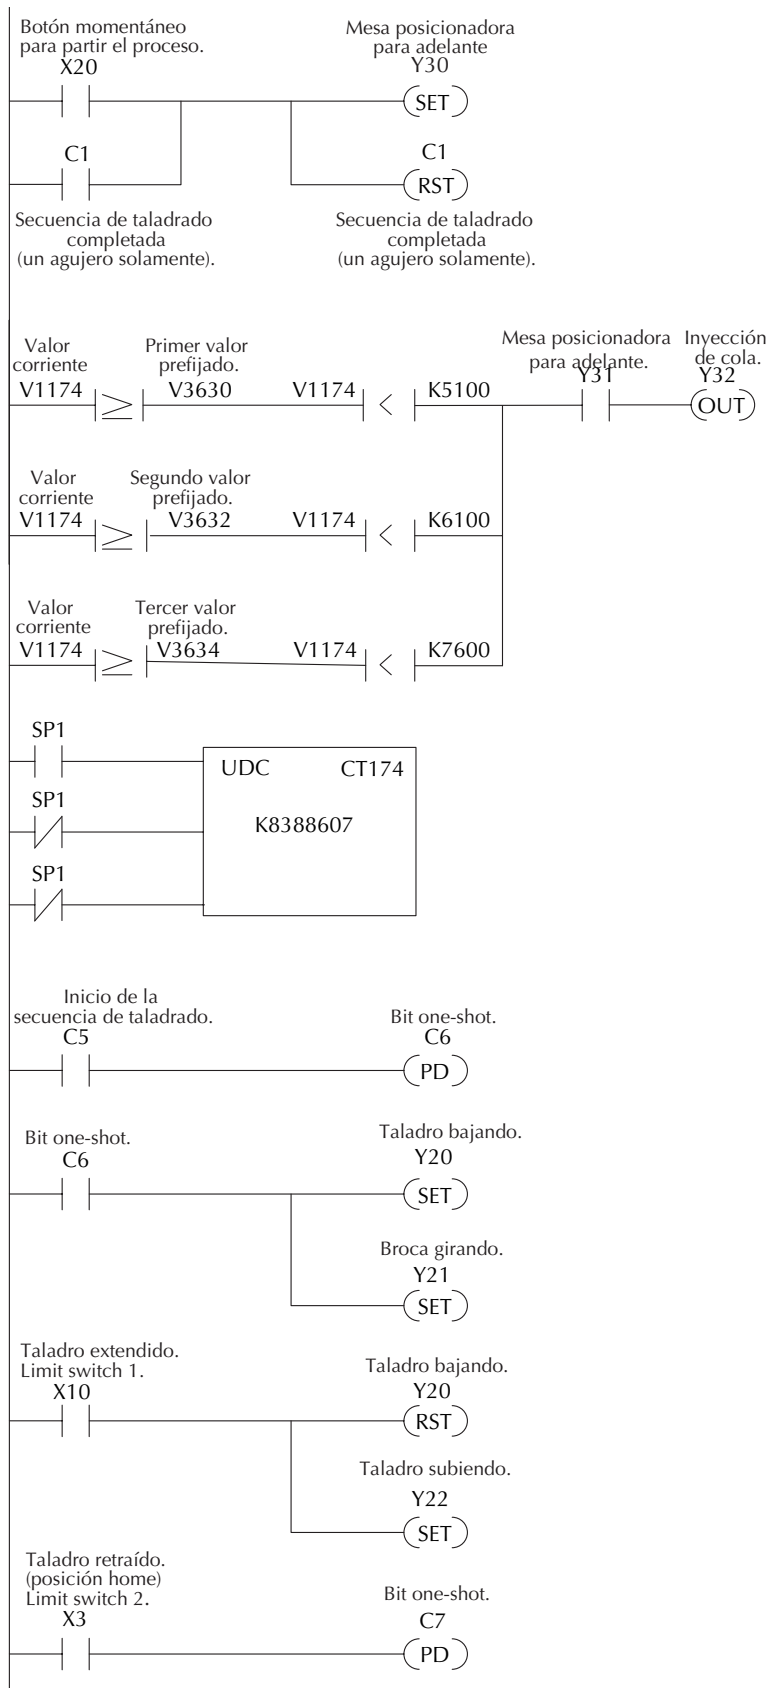 Botón momentáneo
para partir el proceso.
X20
Mesa posicionadora
para adelante
Y30
SET
C1
C1
RST
Secuencia de taladrado
completada
(un agujero solamente).
Secuencia de taladrado
completada
(un agujero solamente).
Valor
corriente
V1174
≥
Primer valor
prefijado.
V3630
V1174
<
K5100
Mesa posicionadora
para adelante.
Y31
Inyección
de cola.
Y32
OUT
Valor
corriente
V1174
≥
Segundo valor
prefijado.
V3632
V1174
<
K6100
Valor
corriente
V1174
≥
Tercer valor
prefijado.
V3634
V1174
<
K7600
SP1
UDC CT174
SP1
K8388607
SP1
Inicio de la
secuencia de taladrado.
C5
Bit one-shot.
C6
PD
Bit one-shot.
C6
Taladro bajando.
Y20
SET
Broca girando.
Y21
SET
Taladro extendido.
Limit switch 1.
X10
Taladro bajando.
Y20
RST
Taladro subiendo.
Y22
SET
Taladro retraído.
(posición home)
Limit switch 2.
X3
Bit one-shot.
C7
PD